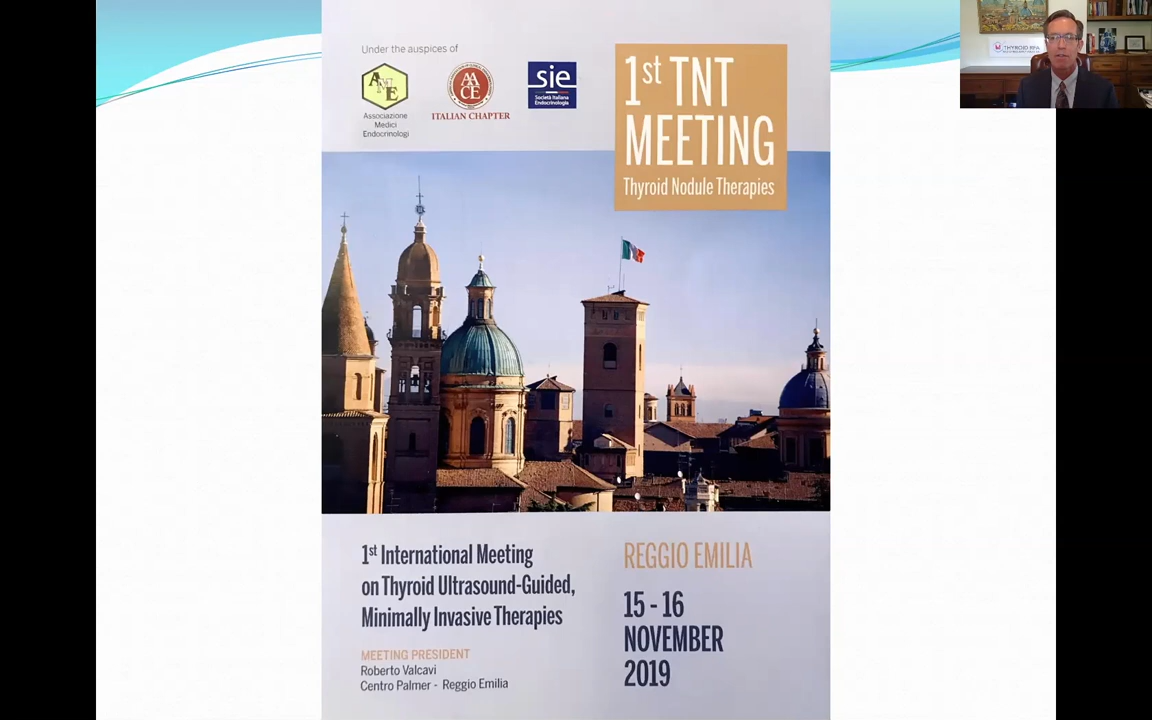 Under the auspices of
AME
Associazione
Medici
Endocrinologi
AACE
ITALIAN CHAPTER
sie
Società Italiana
Endocrinologia
1st TNT
MEETING
Thyroid Nodule Therapies
THYROID RFA
1st International Meeting
on Thyroid Ultrasound-Guided,
Minimally Invasive Therapies
MEETING PRESIDENT
Roberto Valcavi
Centro Palmer - Reggio Emilia
REGGIO EMILIA
15 - 16
NOVEMBER
2019